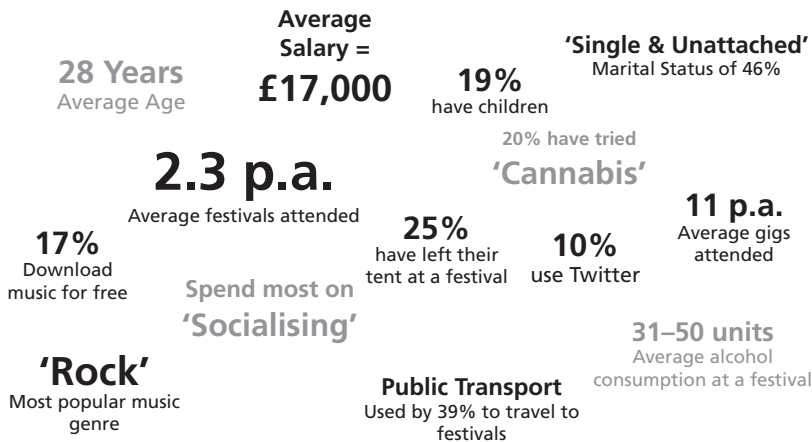 28 Years
Average Age
Average
Salary =
£17,000
19%
have children
‘Single & Unattached’
Marital Status of 46%
20% have tried
‘Cannabis’
2.3 p.a.
Average festivals attended
11 p.a.
Average gigs
attended
17%
Download
music for free
25%
have left their
tent at a festival
10%
use Twitter
Spend most on
‘Socialising’
31–50 units
Average alcohol
consumption at a festival
‘Rock’
Most popular music
genre
Public Transport
Used by 39% to travel to
festivals